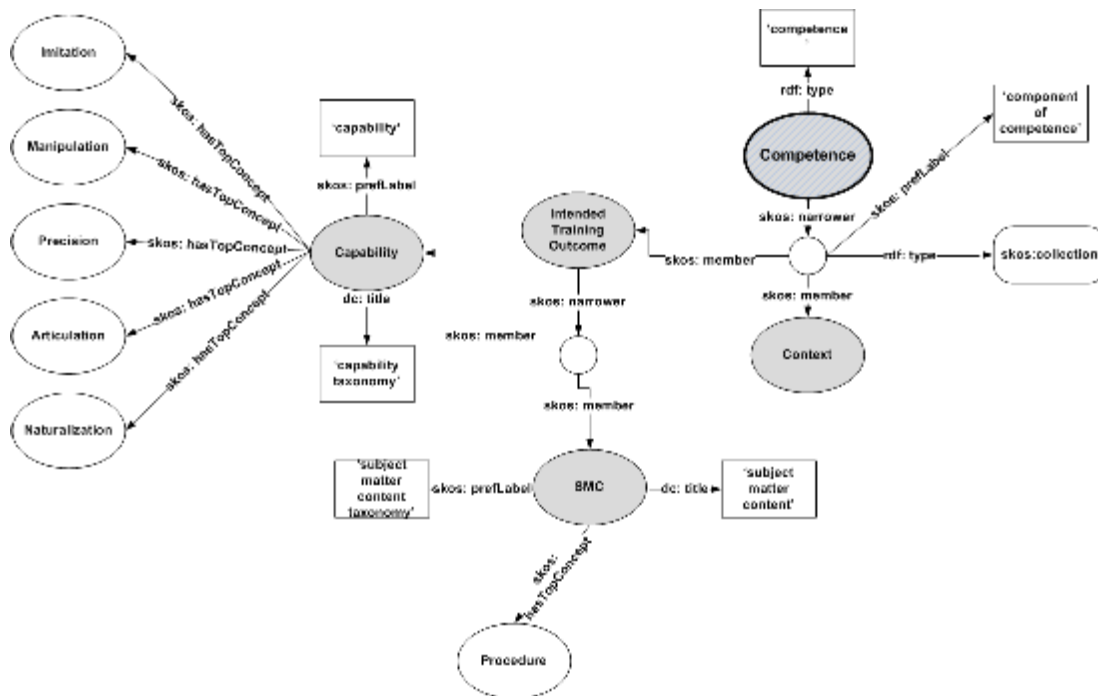 Imitation
Manipulation
Precision
Articulation
Naturalization
skos: hasTopConcept
skos: hasTopConcept
skos: hasTopConcept
skos: hasTopConcept
skos: hasTopConcept
'capability'
skos: prefLabel
Capability
dc: title
'capability
taxonomy'
'competence
'
rdf: type
Competence
skos: narrower
skos: prefLabel
'component
of
competence'
rdf: type
skos:collection
skos: member
skos: member
Context
Intended
Training
Outcome
skos: narrower
skos: member
skos: member
'subject
matter
content
taxonomy'
skos: prefLabel
SMC
dc: title
'subject
matter
content'
skos:
hasTopConcept
Procedure